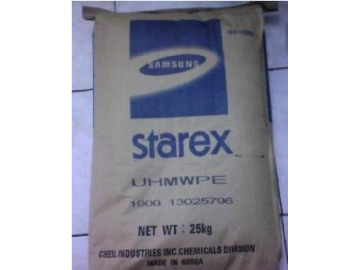 SAMSUNG
starex
UHMWPE
1900 13025796
NET WT : 25kg
CHEIL INDUSTRIES INC. CHEMICALS DIVISION
MADE IN KOREA